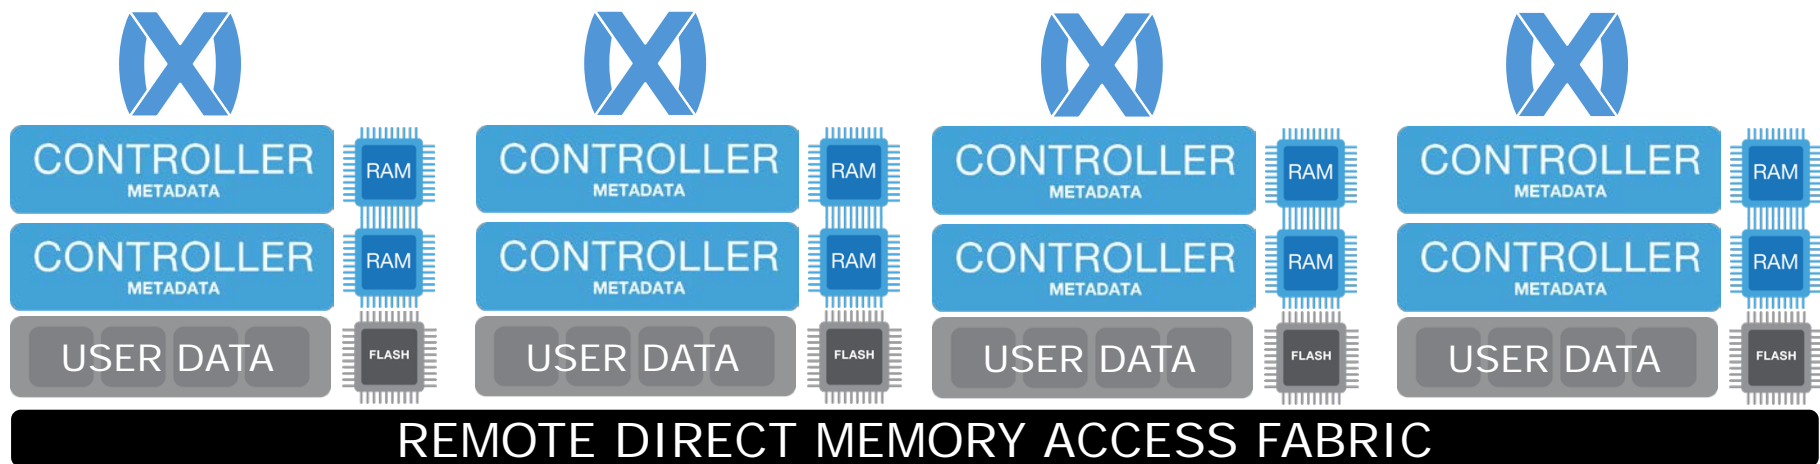 CONTROLLER
METADATA
RAM
CONTROLLER
METADATA
RAM
USER DATA
FLASH
CONTROLLER
METADATA
RAM
CONTROLLER
METADATA
RAM
USER DATA
FLASH
CONTROLLER
METADATA
RAM
CONTROLLER
METADATA
RAM
USER DATA
FLASH
CONTROLLER
METADATA
RAM
CONTROLLER
METADATA
RAM
USER DATA
FLASH
REMOTE DIRECT MEMORY ACCESS FABRIC